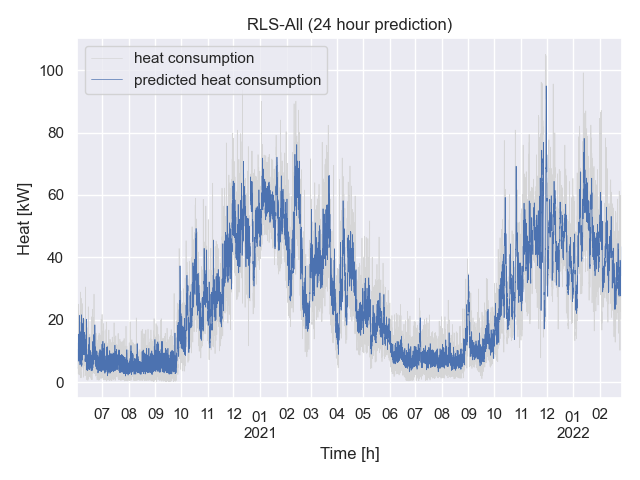 RLS-All (24 hour prediction)
heat consumption
predicted heat consumption
Heat [kW]
100
80
60
40
20
0
07 08 09 10 11 12 01 02 03 04 05 06 07 08 09 10 11 12 01 02
2021 2022
Time [h]